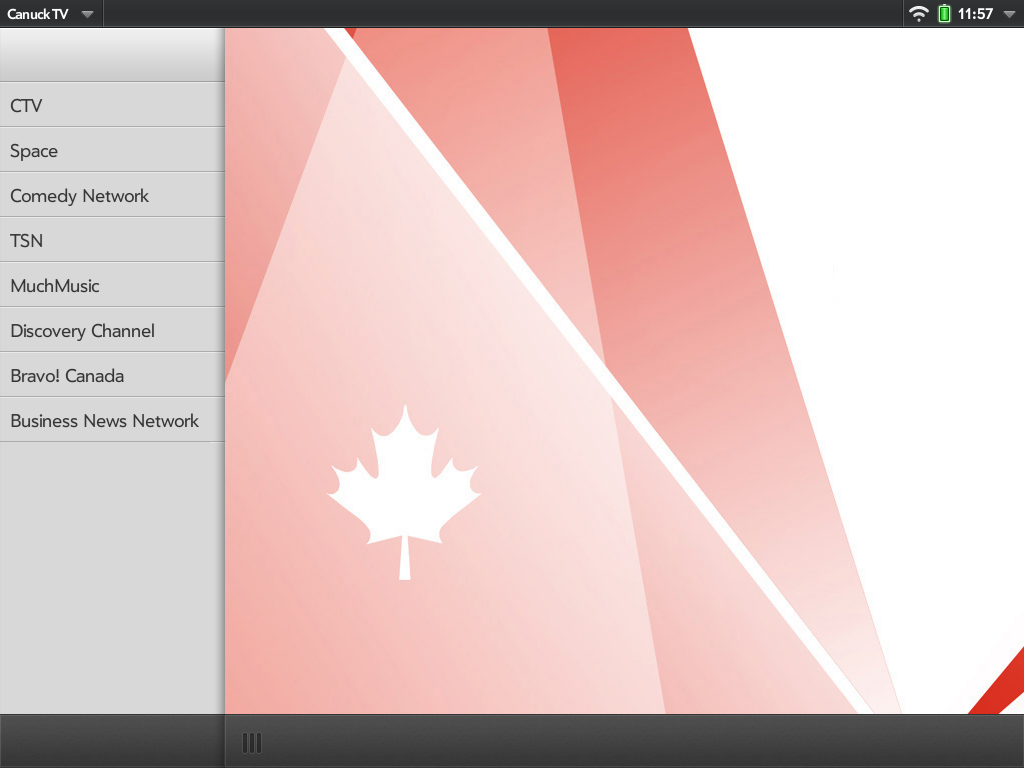 Canuck TV
11:57
CTV
Space
Comedy Network
TSN
MuchMusic
Discovery Channel
Bravo! Canada
Business News Network